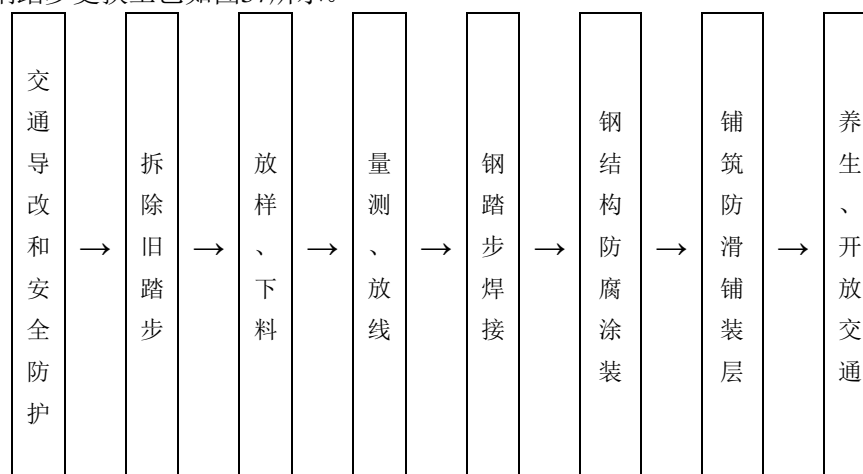 交通导改和安全防护
→
拆除旧踏步
→
放样、下料
→
量测、放线
→
钢踏步焊接
→
钢结构防腐涂装
→
铺筑防滑铺装层
→
养生、开放交通